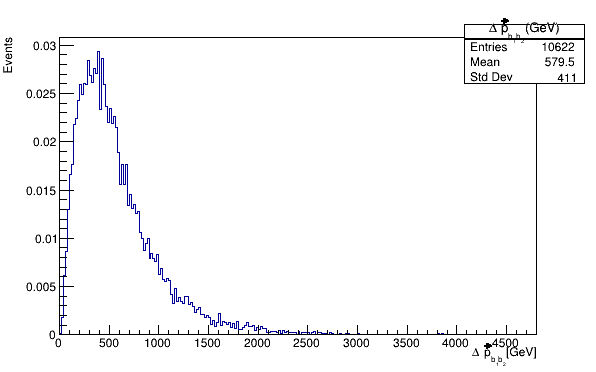 Δ p⃗b₁b₂ (GeV)
Entries 10622
Mean 579.5
Std Dev 411
Events
0.03
0.025
0.02
0.015
0.01
0.005
0
0 500 1000 1500 2000 2500 3000 3500 4000 4500
Δ p⃗b₁b₂ [GeV]